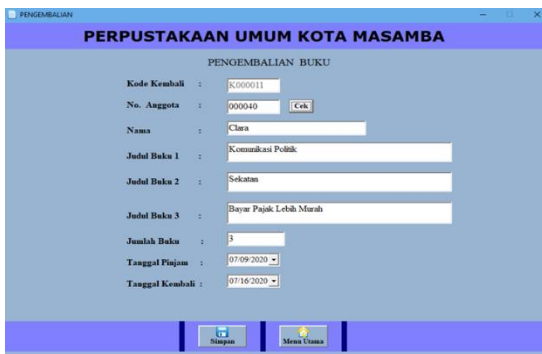 PENGEMBALIAN
PERPUSTAKAAN UMUM KOTA MASAMBA
PENGEMBALIAN BUKU
Kode Kembali : K000011
No. Anggota : 000040 Cek
Nama : Clara
Judul Buku 1 : Komunikasi Politik
Judul Buku 2 : Sekatan
Judul Buku 3 : Bayar Pajak Lebih Murah
Jumlah Buku : 3
Tanggal Pinjam : 07/09/2020
Tanggal Kembali : 07/16/2020
Simpan Menu Utama